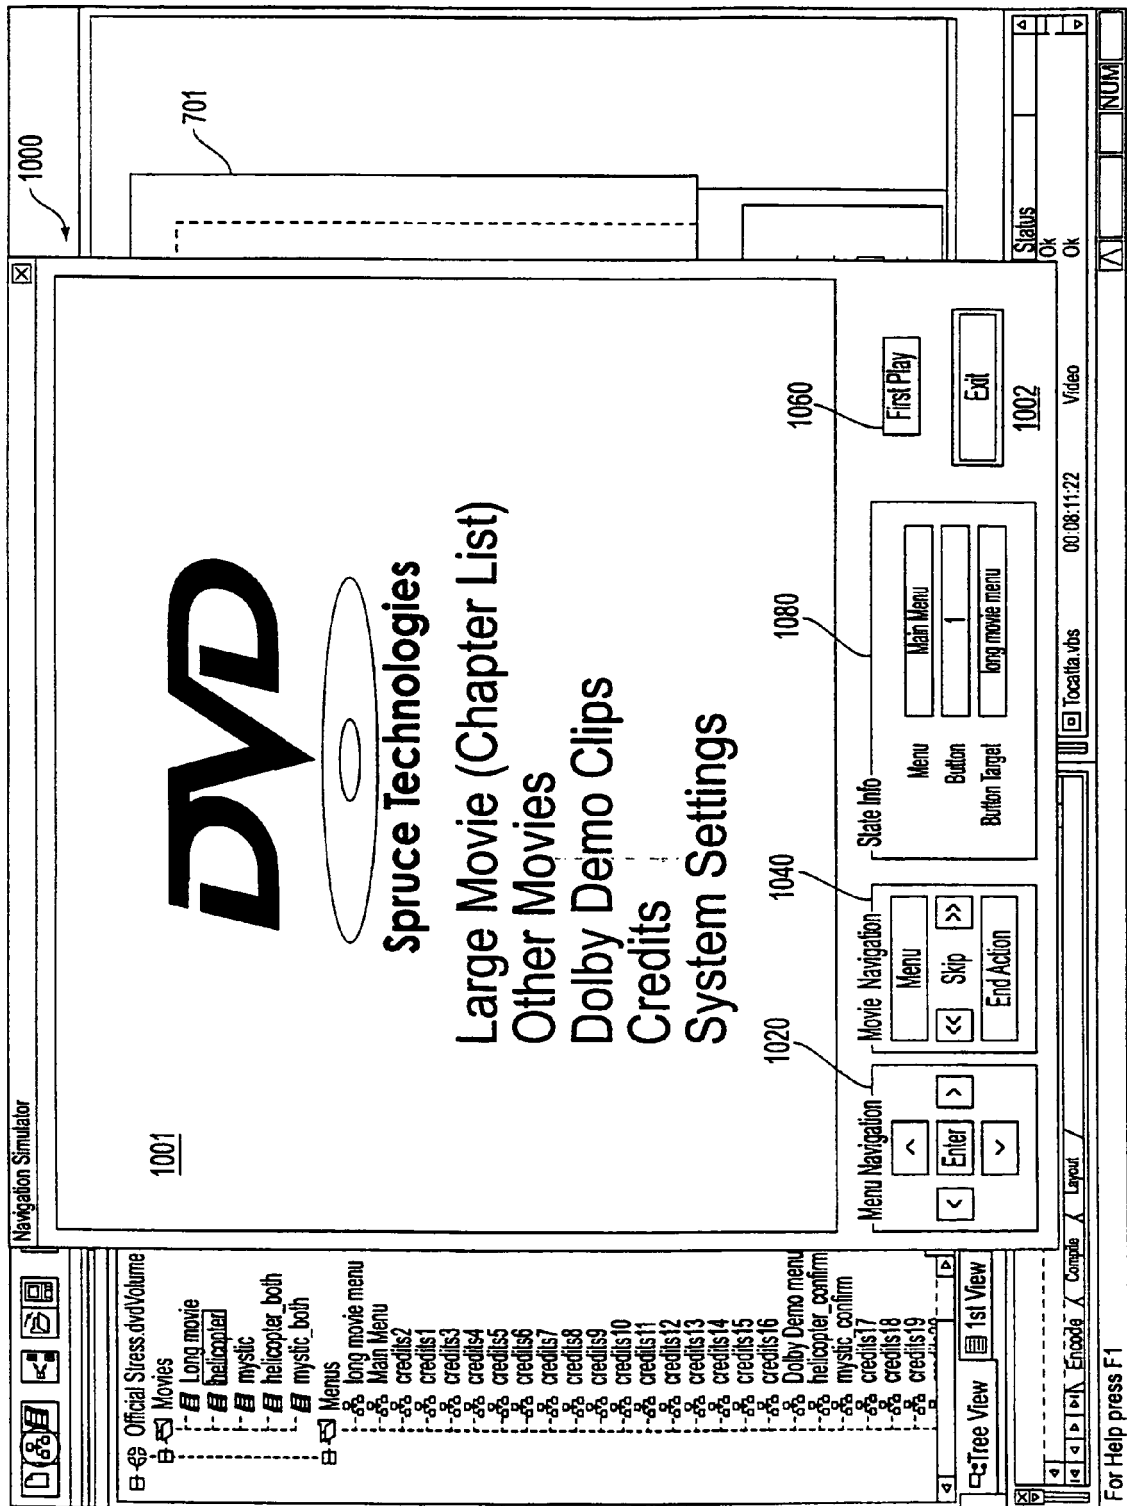 1000
701
Navigation Simulator
1001
DVD
Spruce Technologies
Large Movie (Chapter List)
Other Movies
Dolby Demo Clips
Credits
System Settings
1020
1040
1080
1060
Menu Navigation
Enter
Movie Navigation
Menu
<< Skip >>
End Action
State Info
Menu Main Menu
Button 1
Button Target long movie menu
First Play
Exit
1002
Official Stress.dvdVolume
Movies
Long movie
helicopter
mystic
helicopter_both
mystic_both
Menus
long movie menu
Main Menu
credits2
credits1
credits3
credits4
credits5
credits6
credits7
credits8
credits9
credits10
credits11
credits12
credits13
credits14
credits15
credits16
Dolby Demo menu
helicopter_confirm
mystic_confirm
credits17
credits18
credits19
Tree View
1st View
Status
Ok
Ok
Tocatta.vbs 00:08:11:22 Video
Encode Compile Layout
For Help press F1
NUM